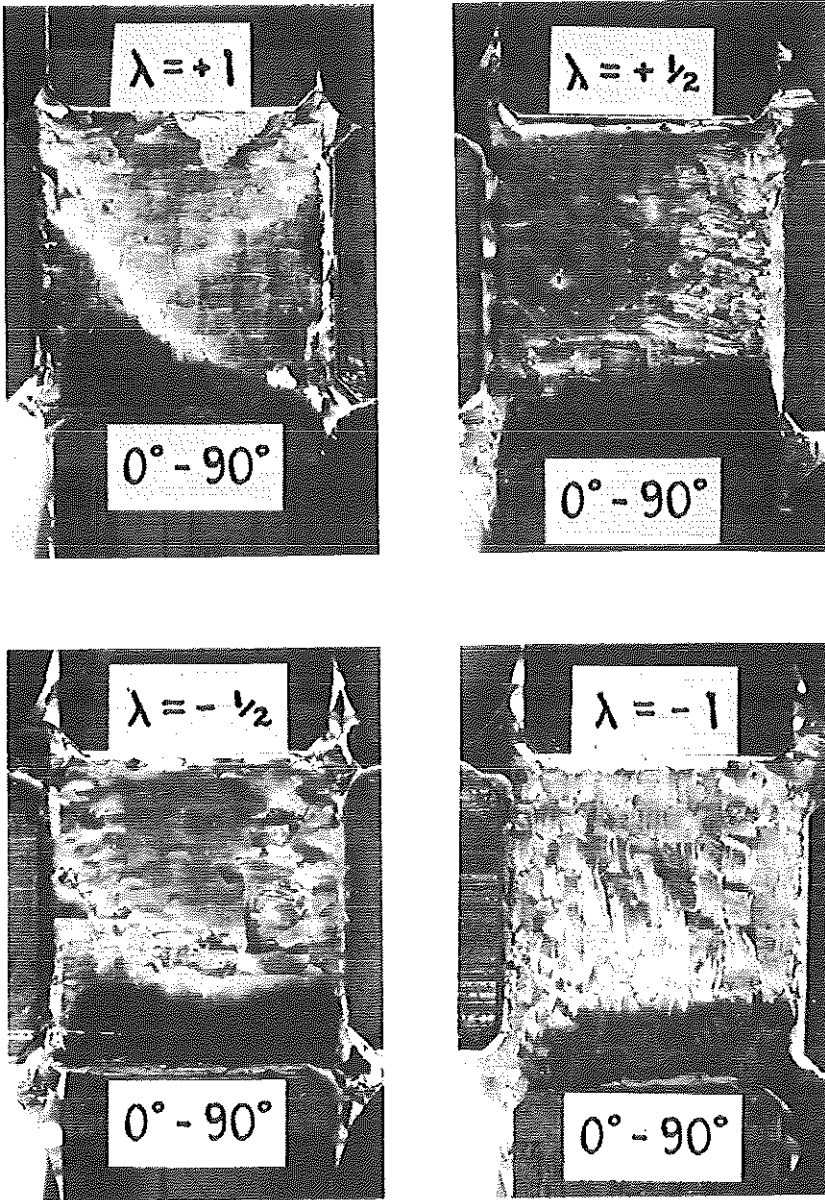 λ = + 1
0° - 90°
λ = + ½
0° - 90°
λ = - ½
0° - 90°
λ = - 1
0° - 90°